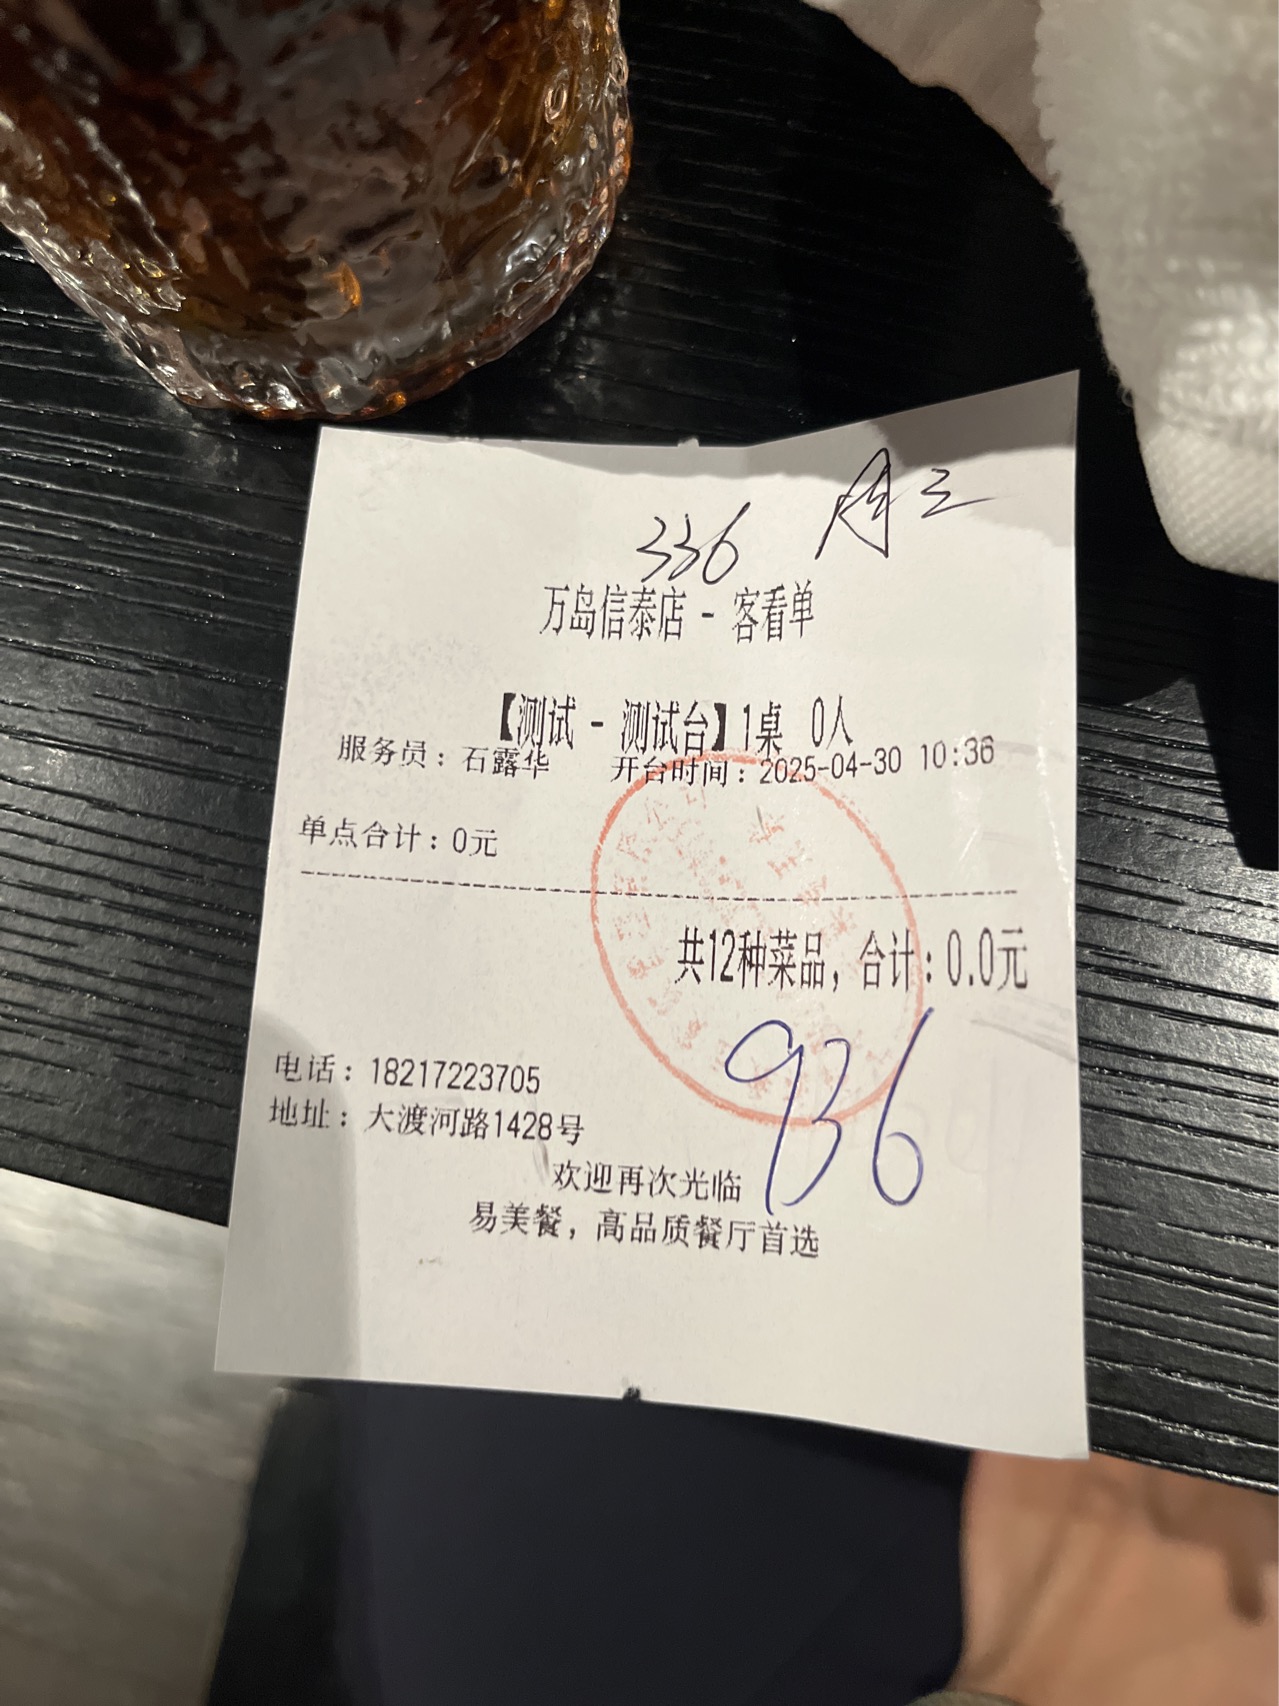 336
万岛信泰店 - 客看单
【测试 - 测试台】1桌 0人
服务员：石露华 开台时间：2025-04-30 10:36
单点合计：0元
共12种菜品，合计：0.0元
936
电话：18217223705
地址：大渡河路1428号
欢迎再次光临
易美餐，高品质餐厅首选